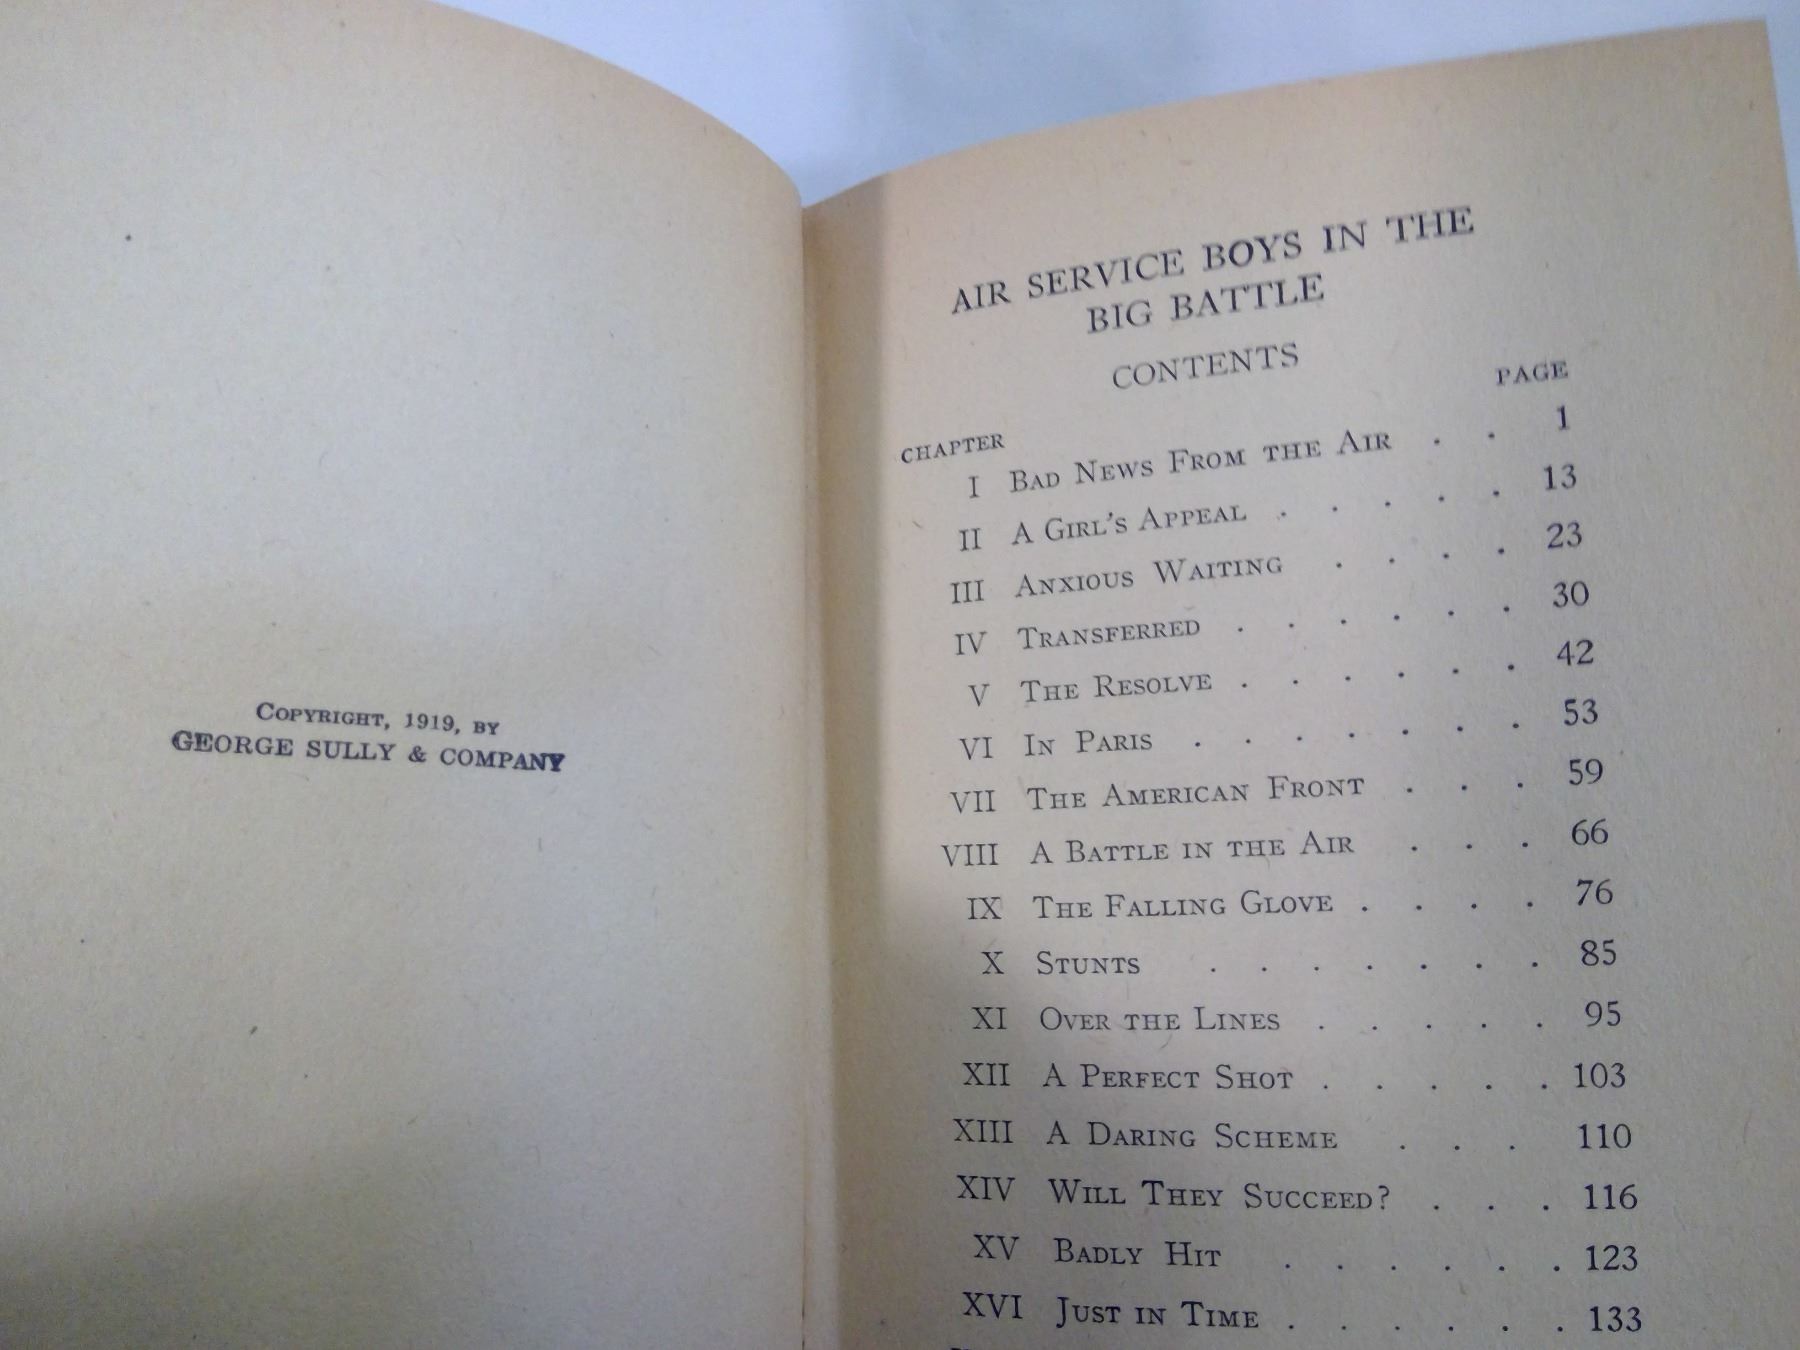 COPYRIGHT, 1919, BY
GEORGE SULLY & COMPANY
AIR SERVICE BOYS IN THE
BIG BATTLE
CONTENTS
CHAPTER PAGE
I BAD NEWS FROM THE AIR . . 1
II A GIRL'S APPEAL . . . . . 13
III ANXIOUS WAITING . . . . 23
IV TRANSFERRED . . . . . . 30
V THE RESOLVE . . . . . . 42
VI IN PARIS . . . . . . . 53
VII THE AMERICAN FRONT . . . 59
VIII A BATTLE IN THE AIR . . . 66
IX THE FALLING GLOVE . . . . 76
X STUNTS . . . . . . . 85
XI OVER THE LINES . . . . . 95
XII A PERFECT SHOT . . . . . 103
XIII A DARING SCHEME . . . 110
XIV WILL THEY SUCCEED? . . . 116
XV BADLY HIT . . . . . . 123
XVI JUST IN TIME . . . . . . 133